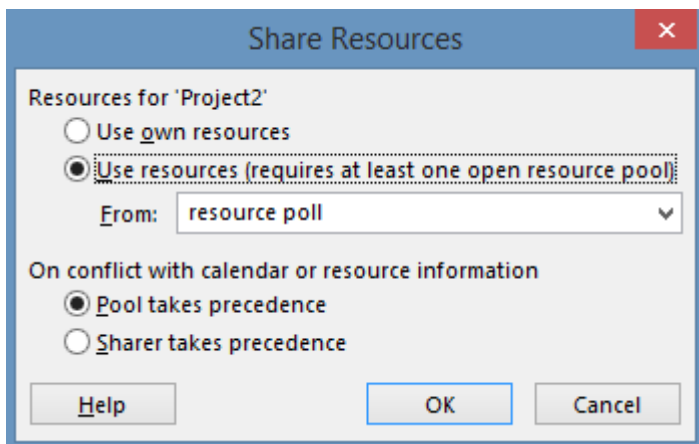 Share Resources
Resources for 'Project2'
Use own resources
Use resources (requires at least one open resource pool)
From: resource poll
On conflict with calendar or resource information
Pool takes precedence
Sharer takes precedence
Help OK Cancel